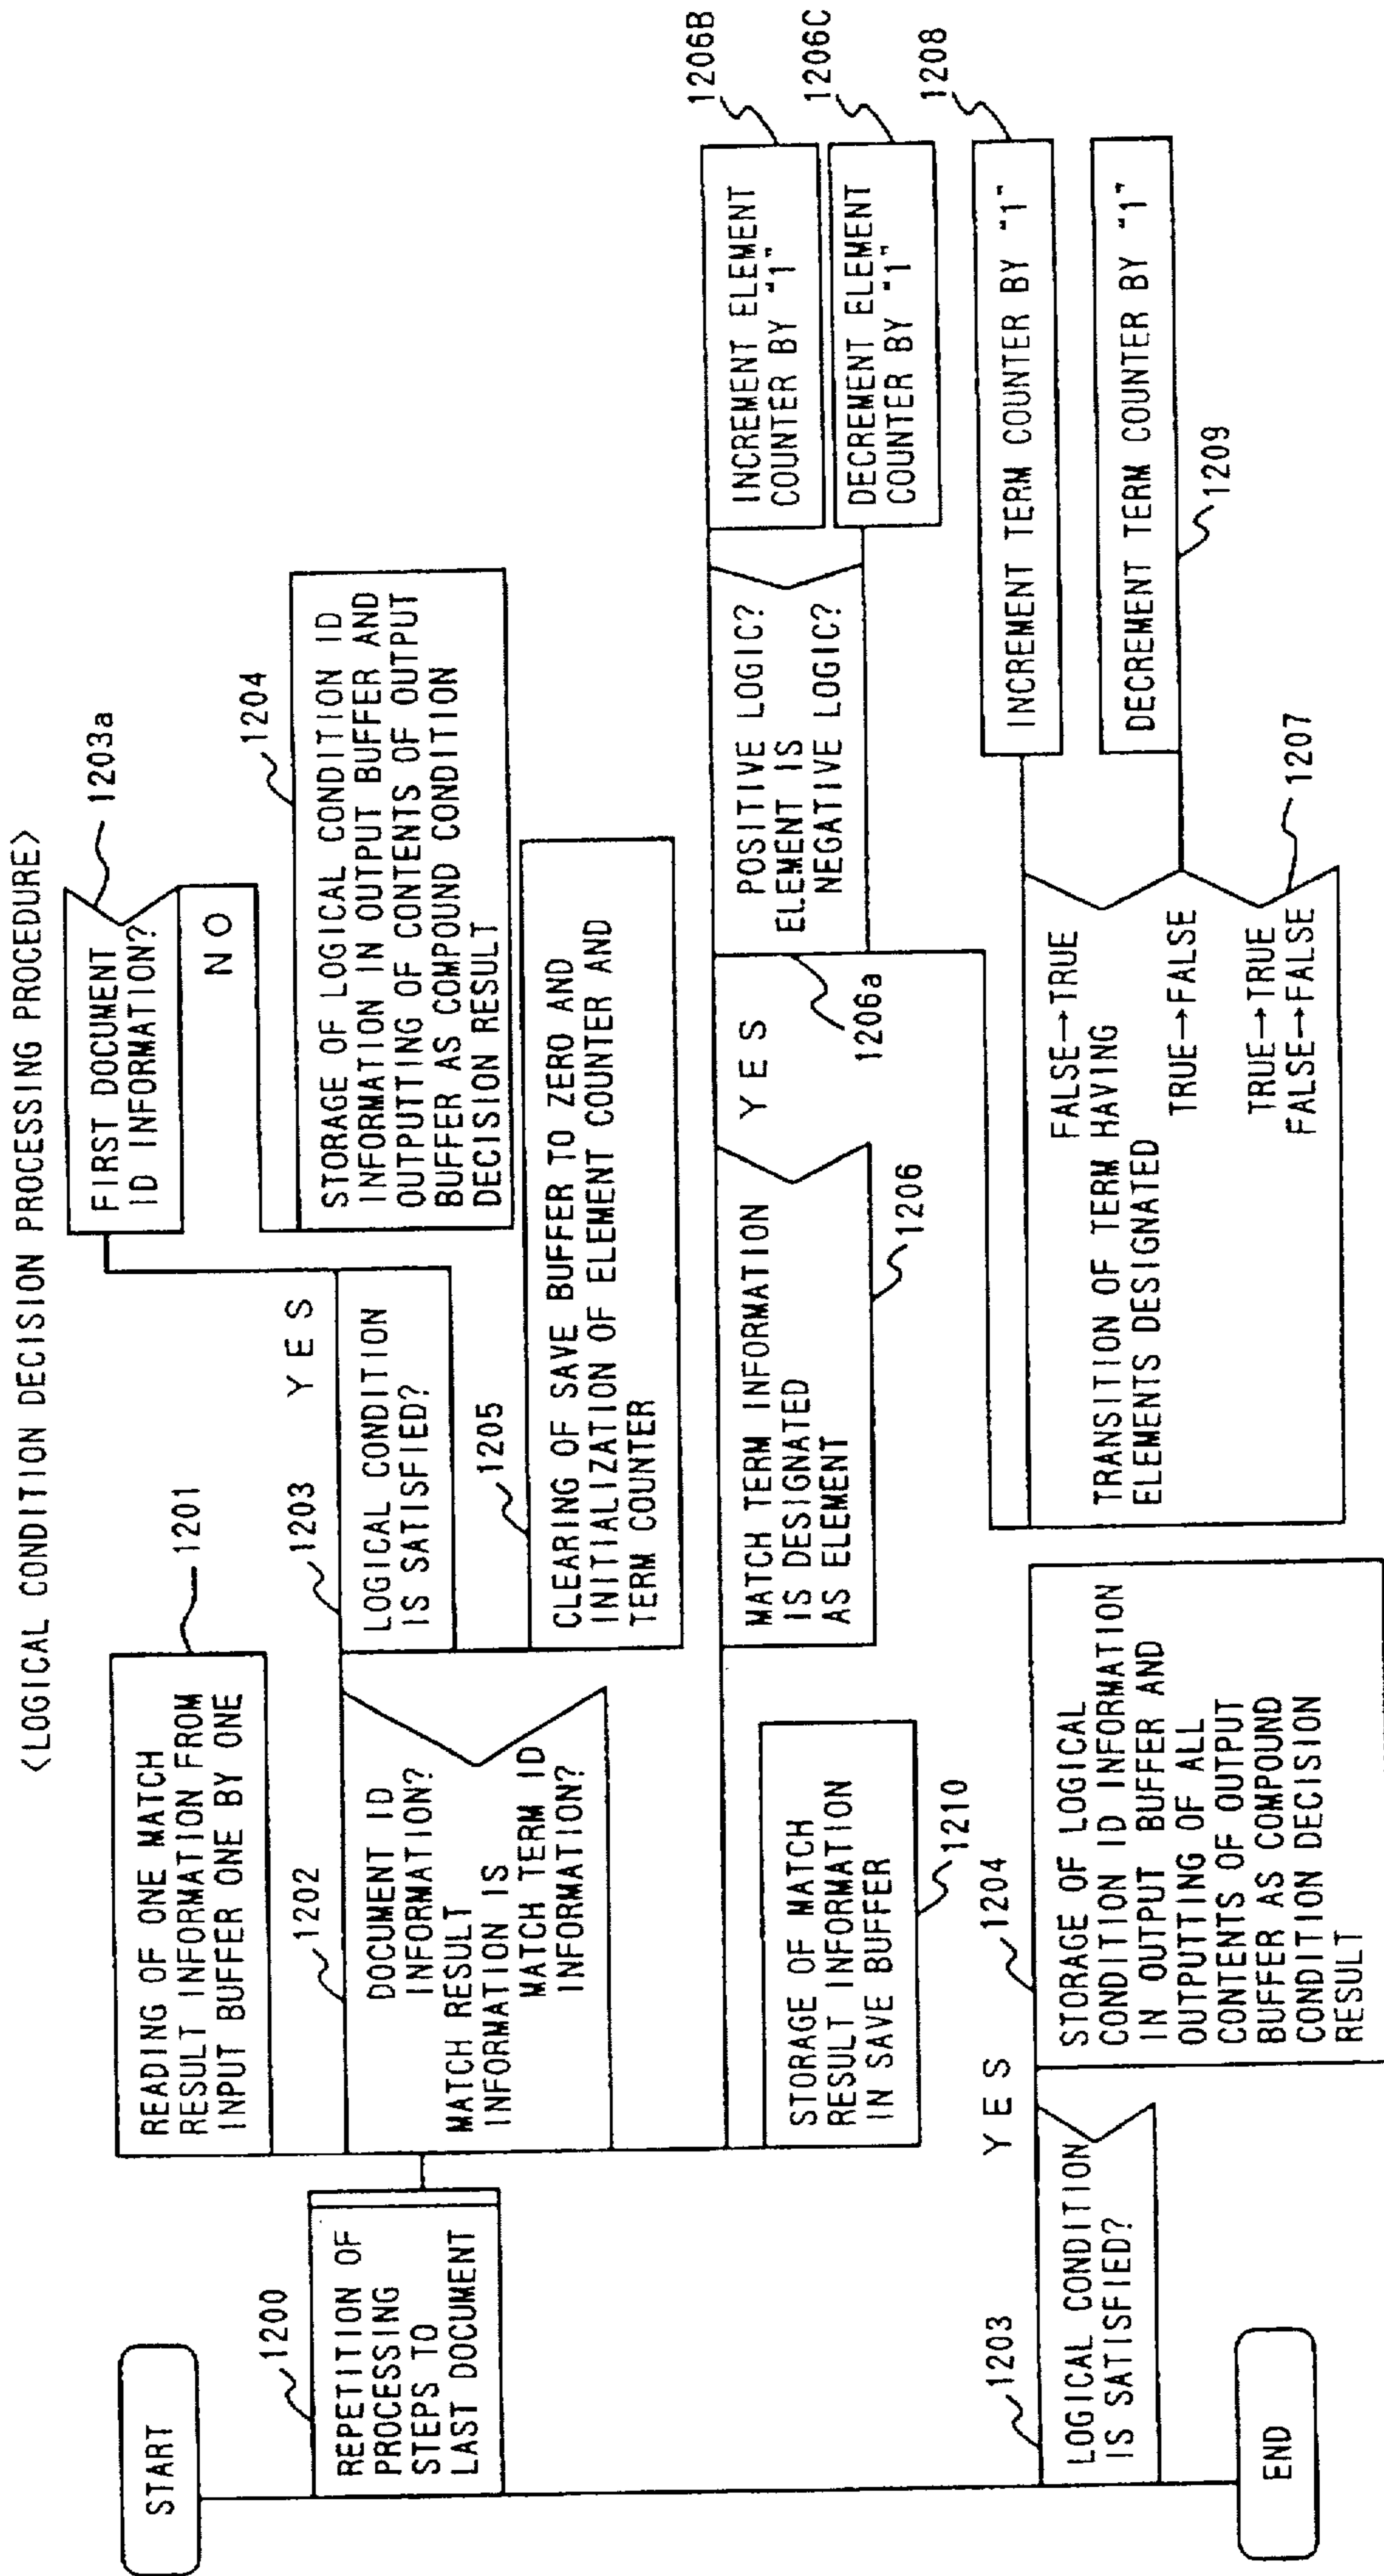 <LOGICAL CONDITION DECISION PROCESSING PROCEDURE>
START
1200
REPETITION OF
PROCESSING
STEPS TO
LAST DOCUMENT
1201
READING OF ONE MATCH
RESULT INFORMATION FROM
INPUT BUFFER ONE BY ONE
1202
DOCUMENT ID
INFORMATION?
MATCH RESULT
INFORMATION IS
MATCH TERM ID
INFORMATION?
1203
YES
LOGICAL CONDITION
IS SATISFIED?
1203a
FIRST DOCUMENT
ID INFORMATION?
NO
1204
STORAGE OF LOGICAL CONDITION ID
INFORMATION IN OUTPUT BUFFER AND
OUTPUTING OF CONTENTS OF OUTPUT
BUFFER AS COMPOUND CONDITION
DECISION RESULT
1205
CLEARING OF SAVE BUFFER TO ZERO AND
INITIALIZATION OF ELEMENT COUNTER AND
TERM COUNTER
MATCH TERM INFORMATION
IS DESIGNATED
AS ELEMENT
1206
YES
1206a
POSITIVE LOGIC?
ELEMENT IS
NEGATIVE LOGIC?
INCREMENT ELEMENT
COUNTER BY "1"
1206B
DECREMENT ELEMENT
COUNTER BY "1"
1206C
FALSE→TRUE
TRANSITION OF TERM HAVING
ELEMENTS DESIGNATED
TRUE→FALSE
TRUE→TRUE
FALSE→FALSE
1207
INCREMENT TERM COUNTER BY "1"
1208
DECREMENT TERM COUNTER BY "1"
1209
STORAGE OF MATCH
RESULT INFORMATION
IN SAVE BUFFER
1210
1203
LOGICAL CONDITION
IS SATISFIED?
YES
1204
STORAGE OF LOGICAL
CONDITION ID INFORMATION
IN OUTPUT BUFFER AND
OUTPUTING OF ALL
CONTENTS OF OUTPUT
BUFFER AS COMPOUND
CONDITION DECISION
RESULT
END